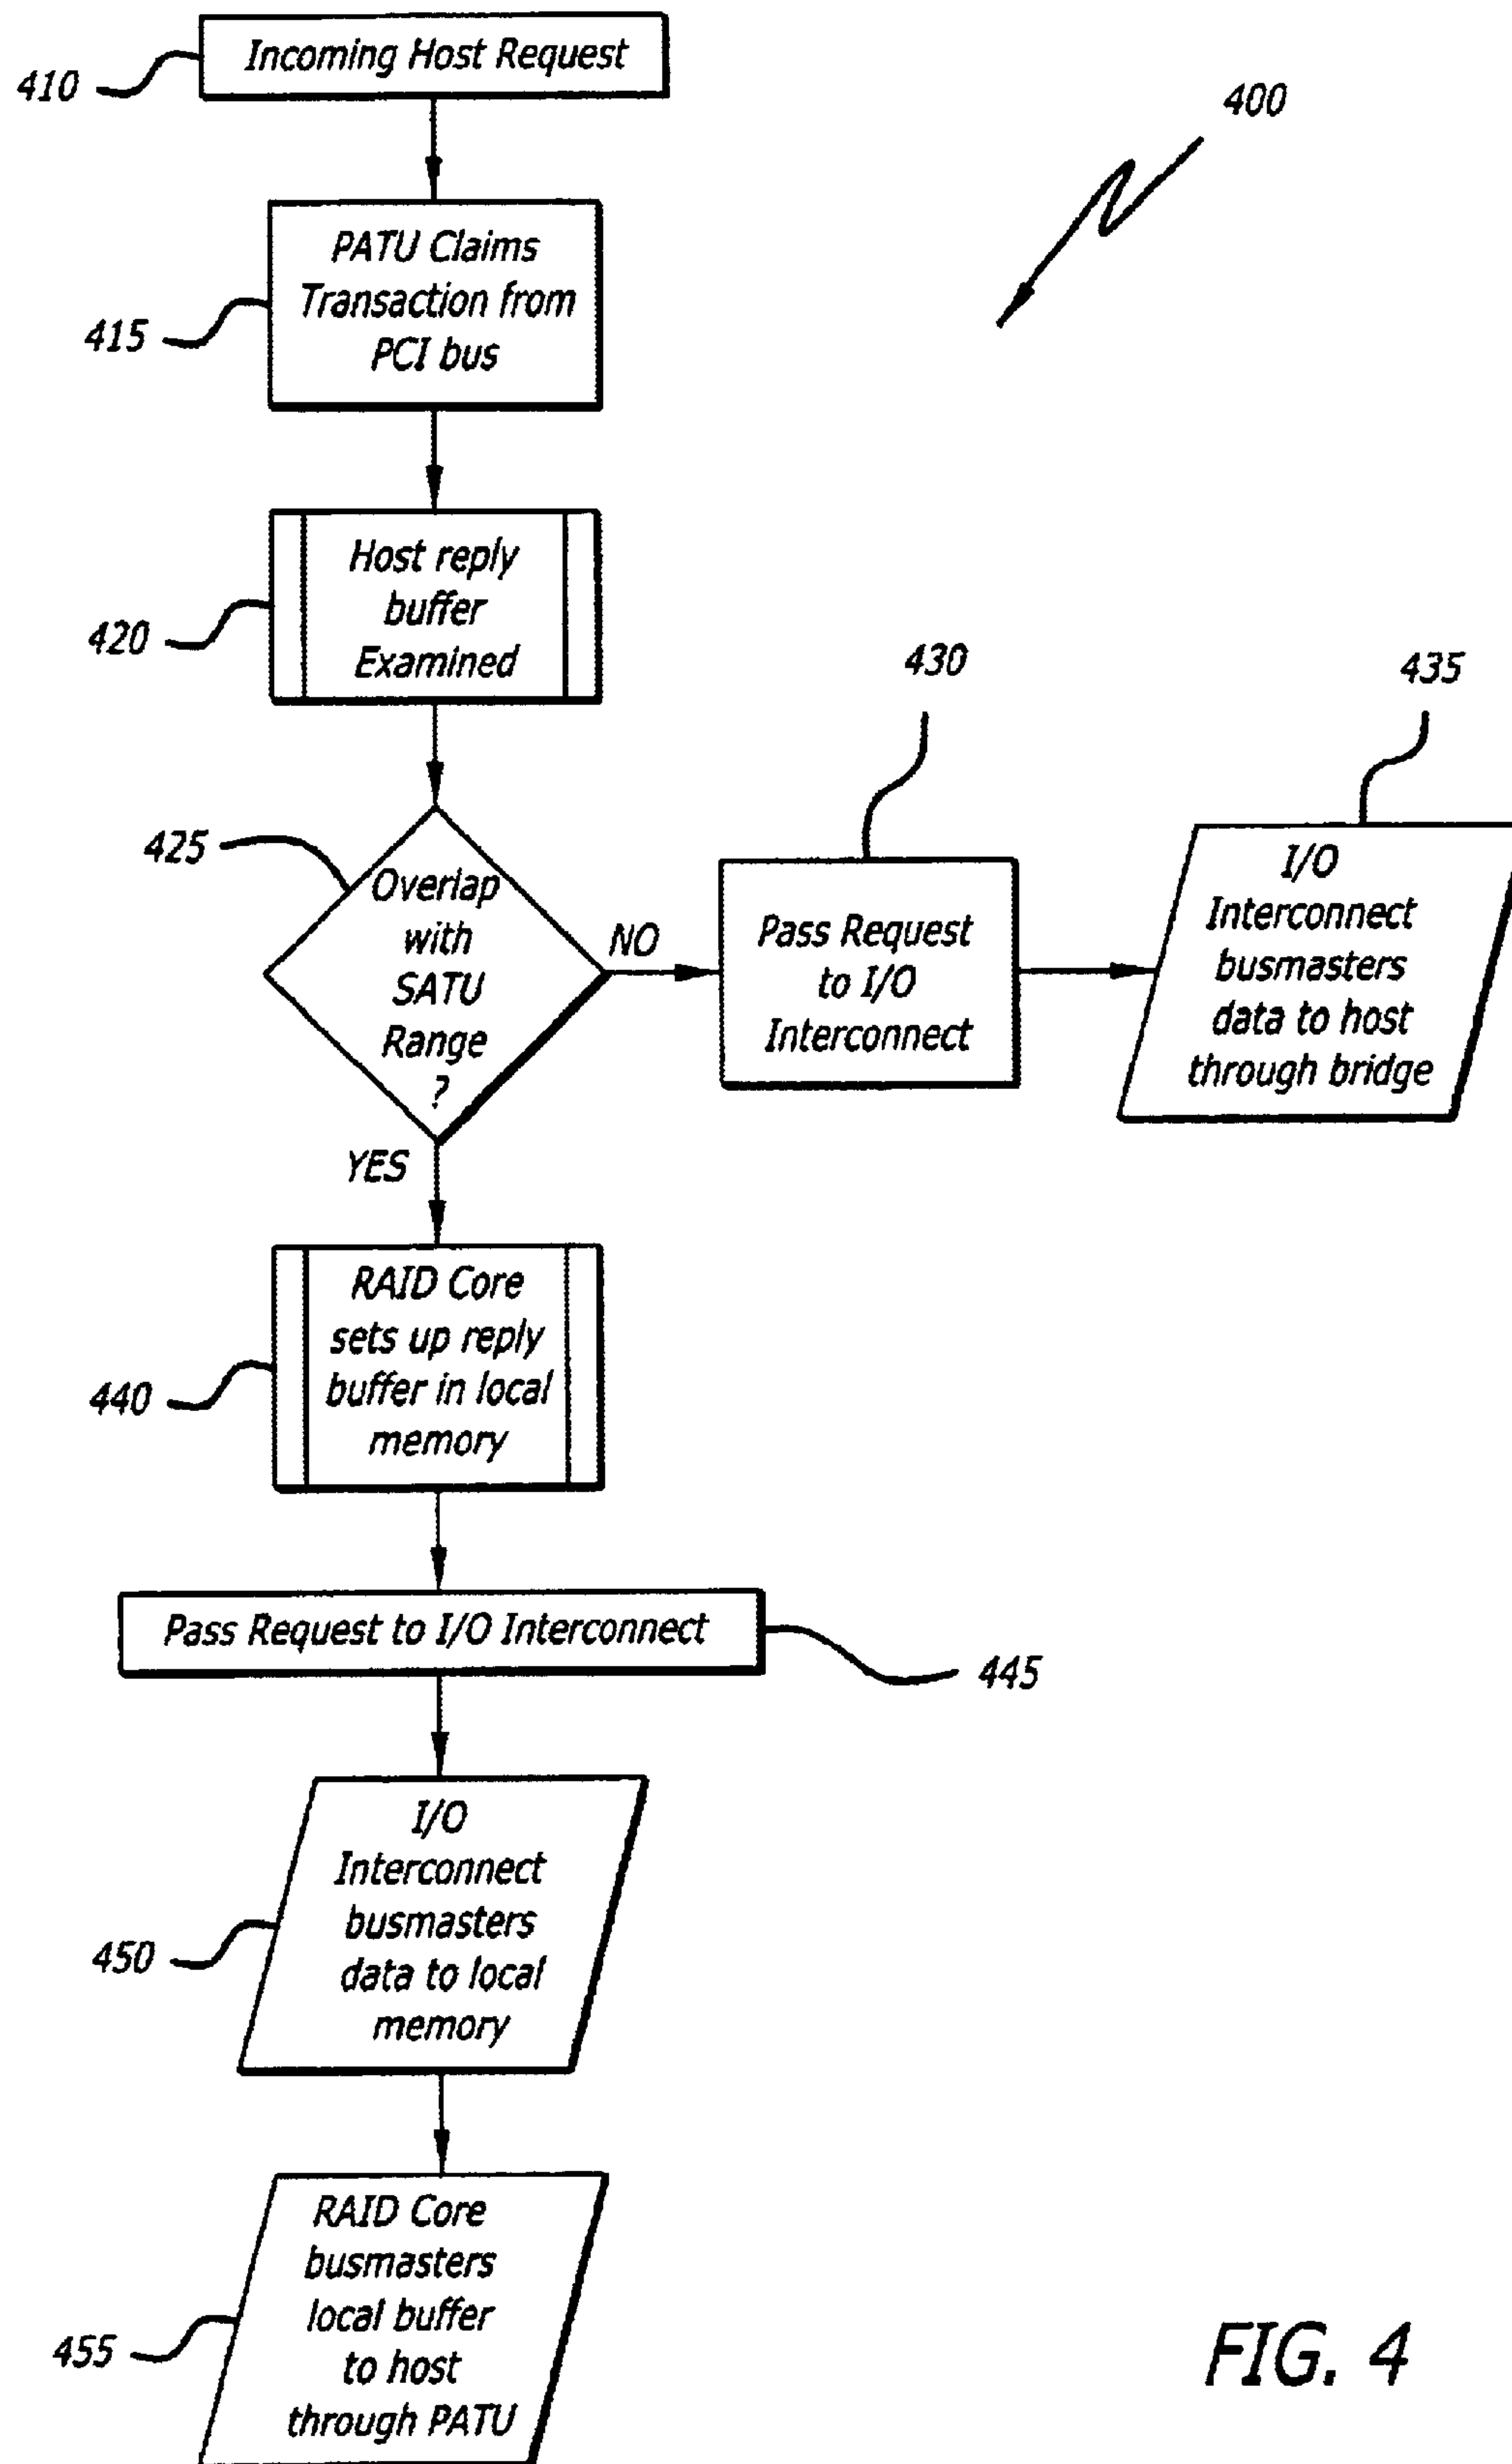 Incoming Host Request
410
400
PATU Claims
Transaction from
PCI bus
415
Host reply
buffer
Examined
420
430
435
425
Overlap
with
SATU
Range
?
NO
Pass Request
to I/O
Interconnect
I/O
Interconnect
busmasters
data to host
through bridge
YES
RAID Core
sets up reply
buffer in local
memory
440
Pass Request to I/O Interconnect
445
I/O
Interconnect
busmasters
data to local
memory
450
RAID Core
busmasters
local buffer
to host
through PATU
455
FIG. 4